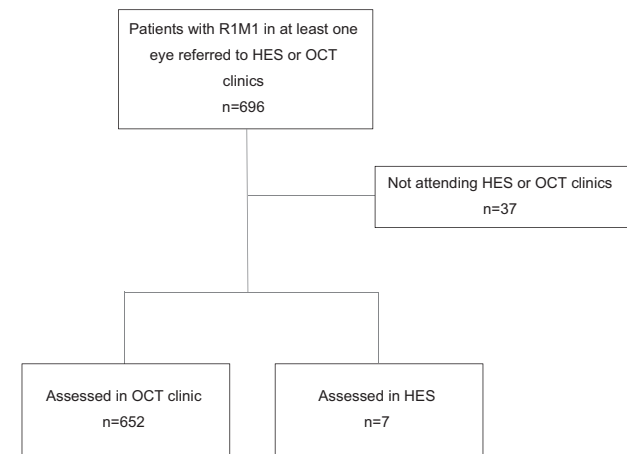 Patients with R1M1 in at least one
eye referred to HES or OCT
clinics
n=696
Not attending HES or OCT clinics
n=37
Assessed in OCT clinic
n=652
Assessed in HES
n=7